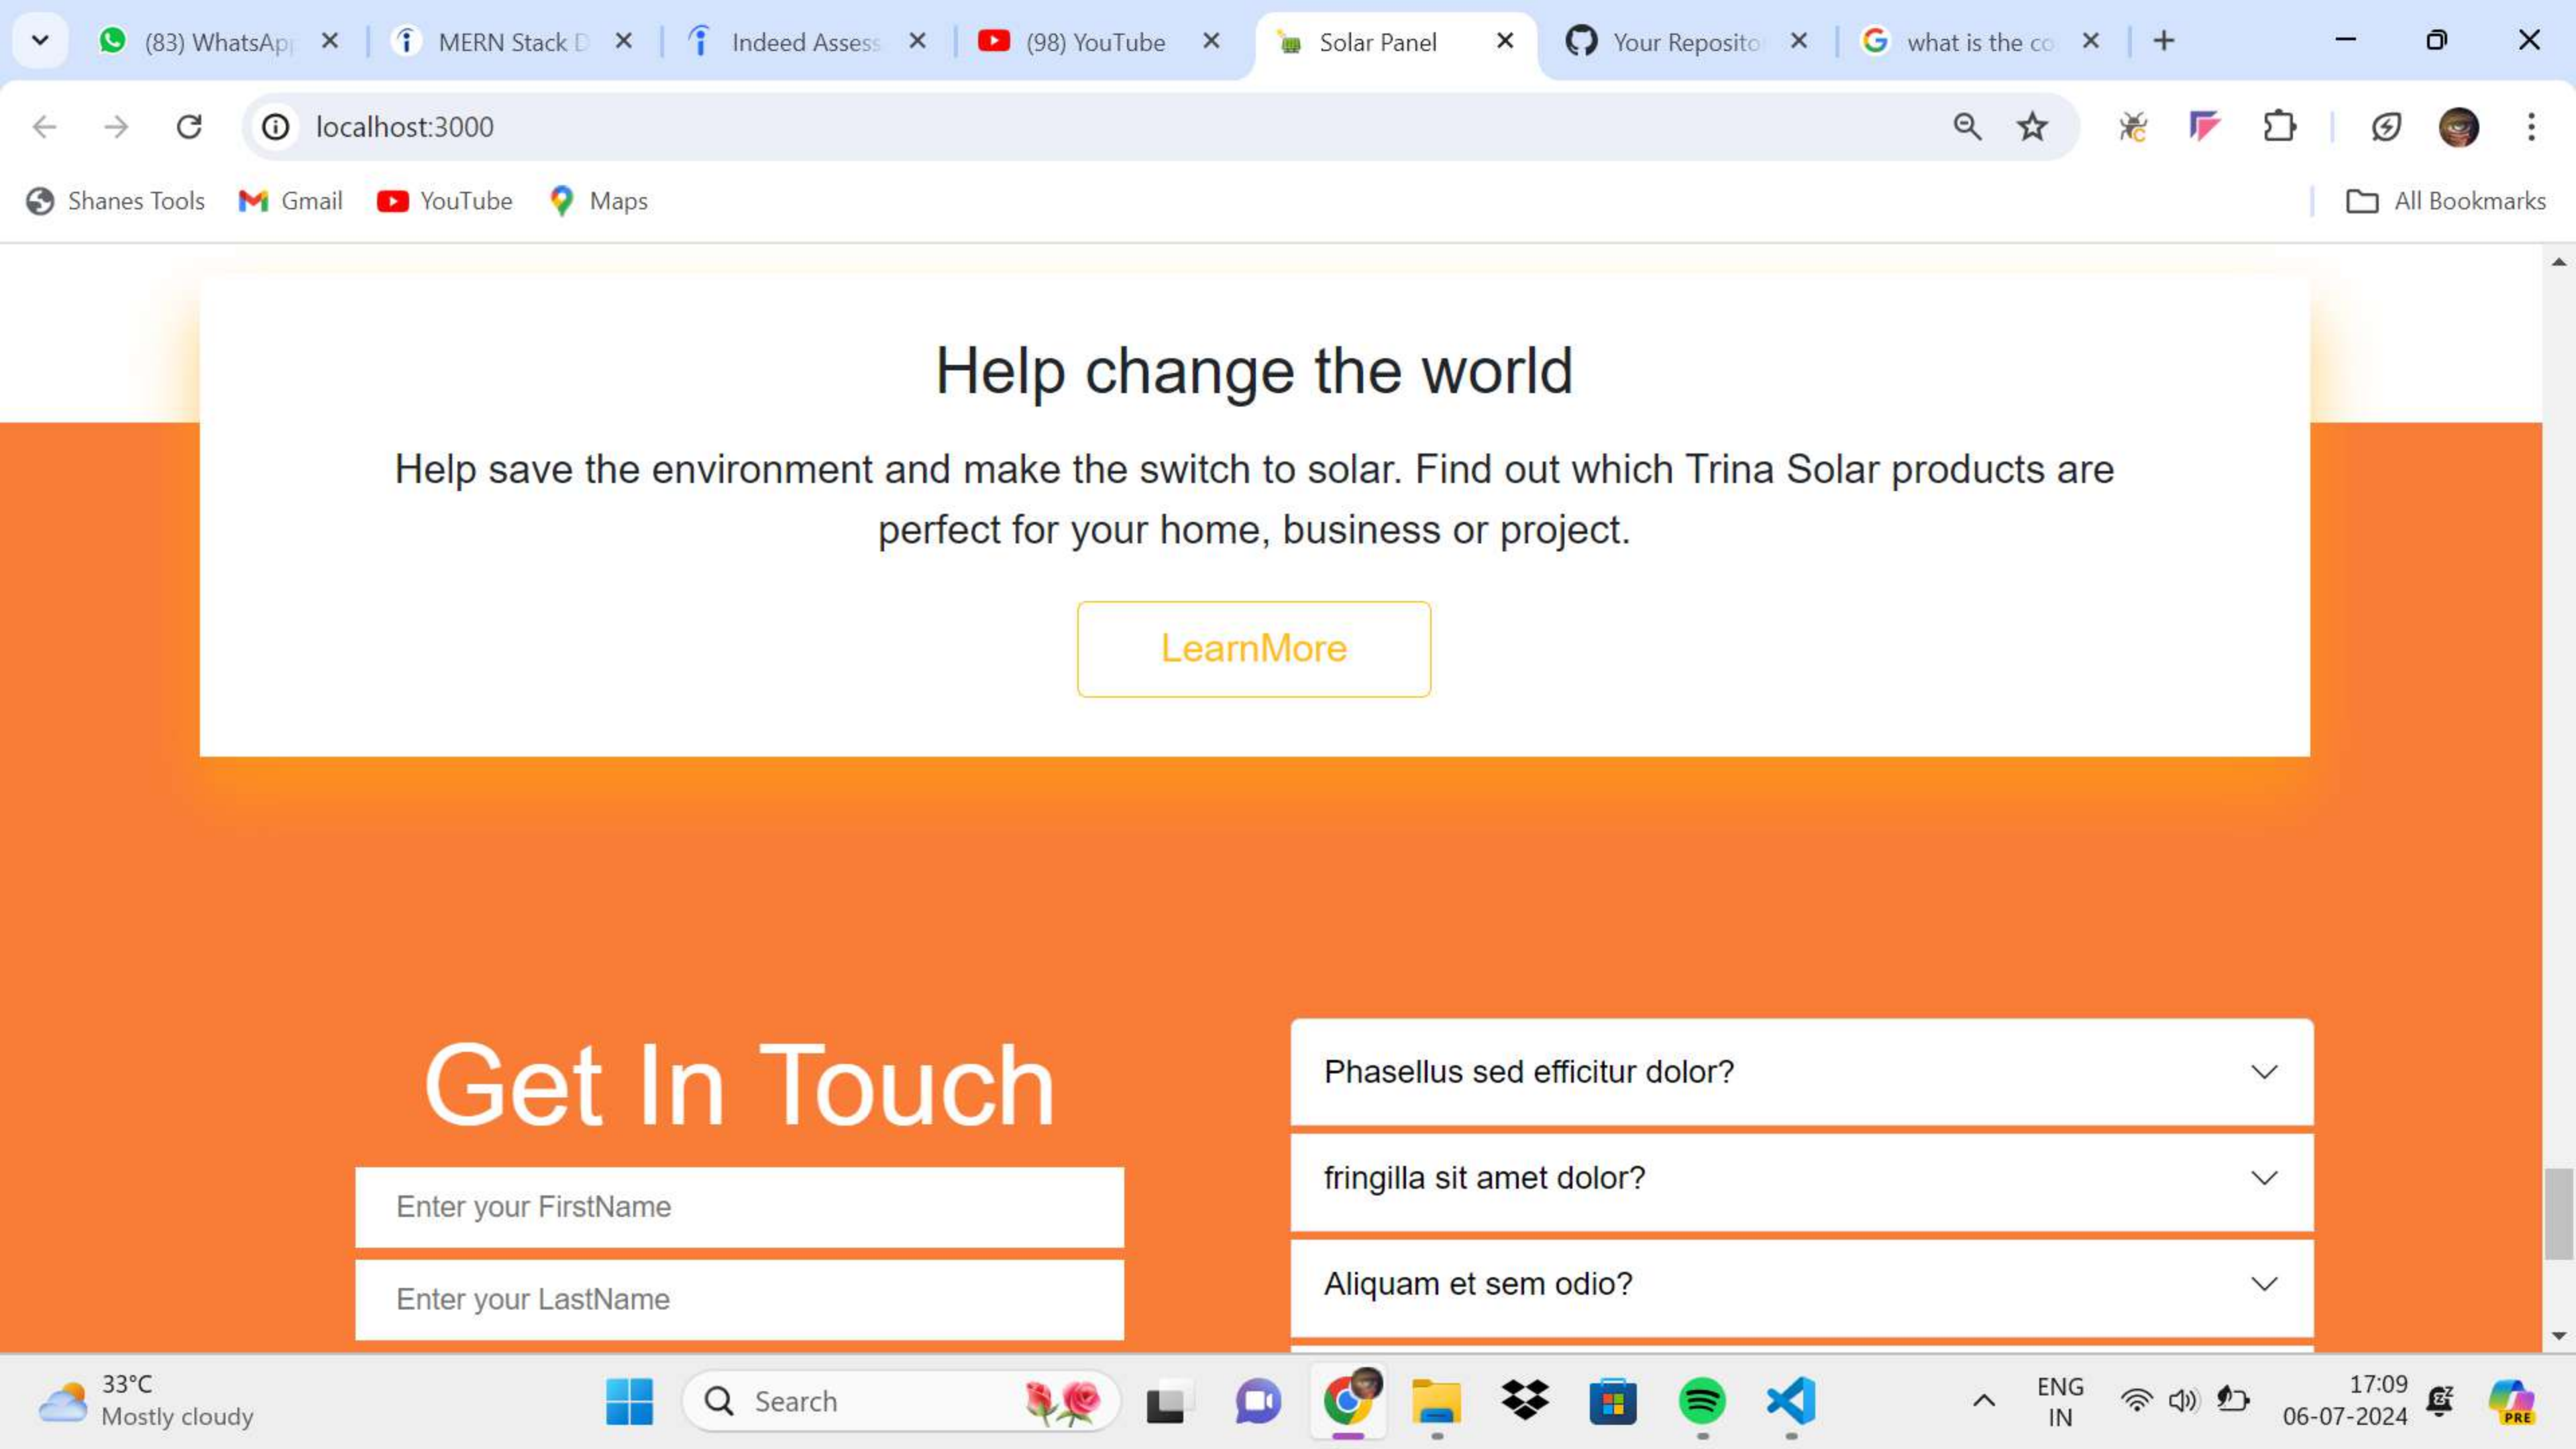 (83) WhatsApp
MERN Stack D
Indeed Assess
(98) YouTube
Solar Panel
Your Reposito
what is the co
localhost:3000
Shanes Tools
Gmail
YouTube
Maps
All Bookmarks
Help change the world
Help save the environment and make the switch to solar. Find out which Trina Solar products are
perfect for your home, business or project.
LearnMore
Get In Touch
Enter your FirstName
Enter your LastName
Phasellus sed efficitur dolor?
fringilla sit amet dolor?
Aliquam et sem odio?
33°C
Mostly cloudy
Search
ENG
IN
17:09
06-07-2024
PRE